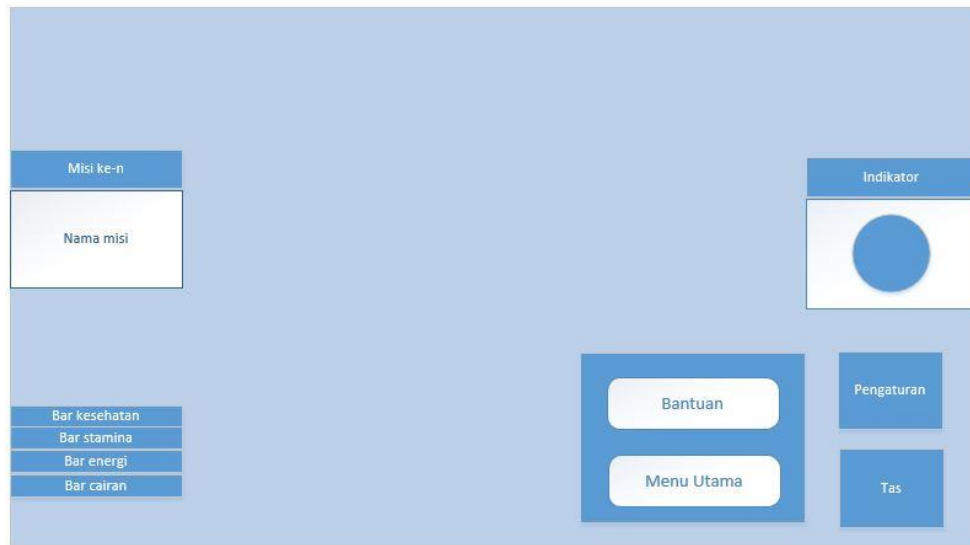 Misi ke-n
Nama misi
Indikator
Bar kesehatan
Bar stamina
Bar energi
Bar cairan
Bantuan
Menu Utama
Pengaturan
Tas